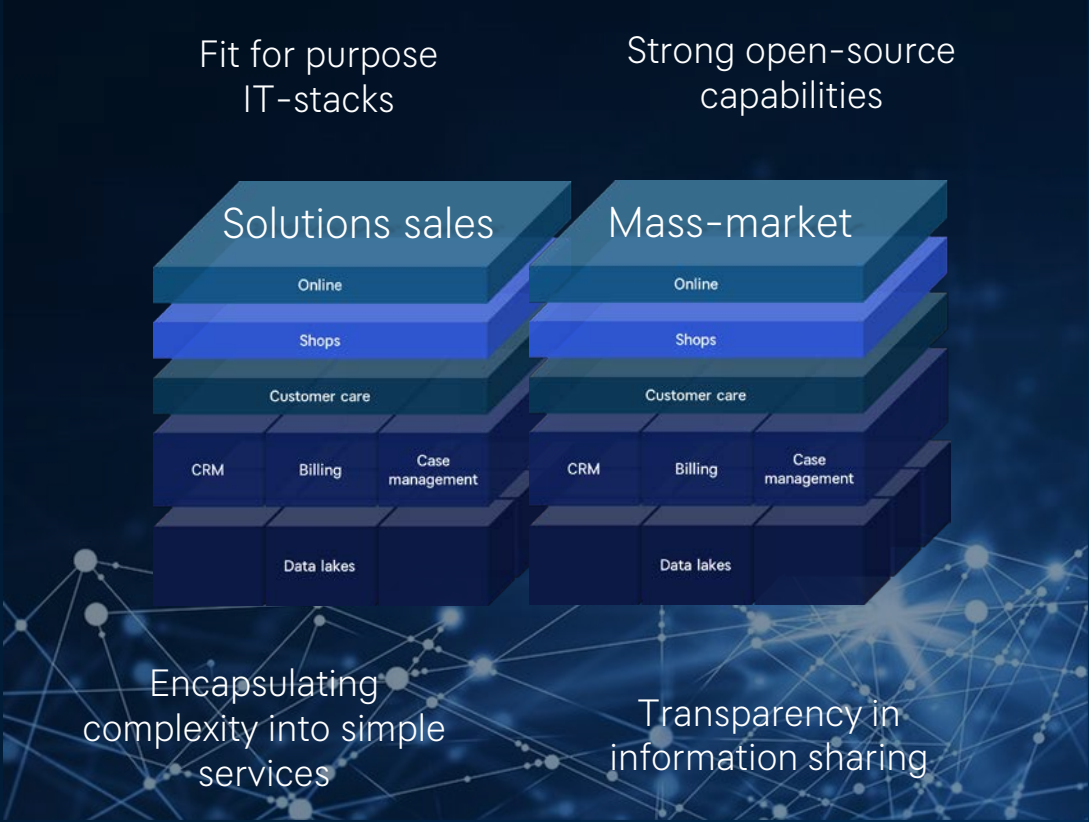 Fit for purpose
IT-stacks
Strong open-source
capabilities
Solutions sales
Online
Shops
Customer care
CRM
Billing
Case
management
Data lakes
Mass-market
Online
Shops
Customer care
CRM
Billing
Case
management
Data lakes
Encapsulating
complexity into simple
services
Transparency in
information sharing